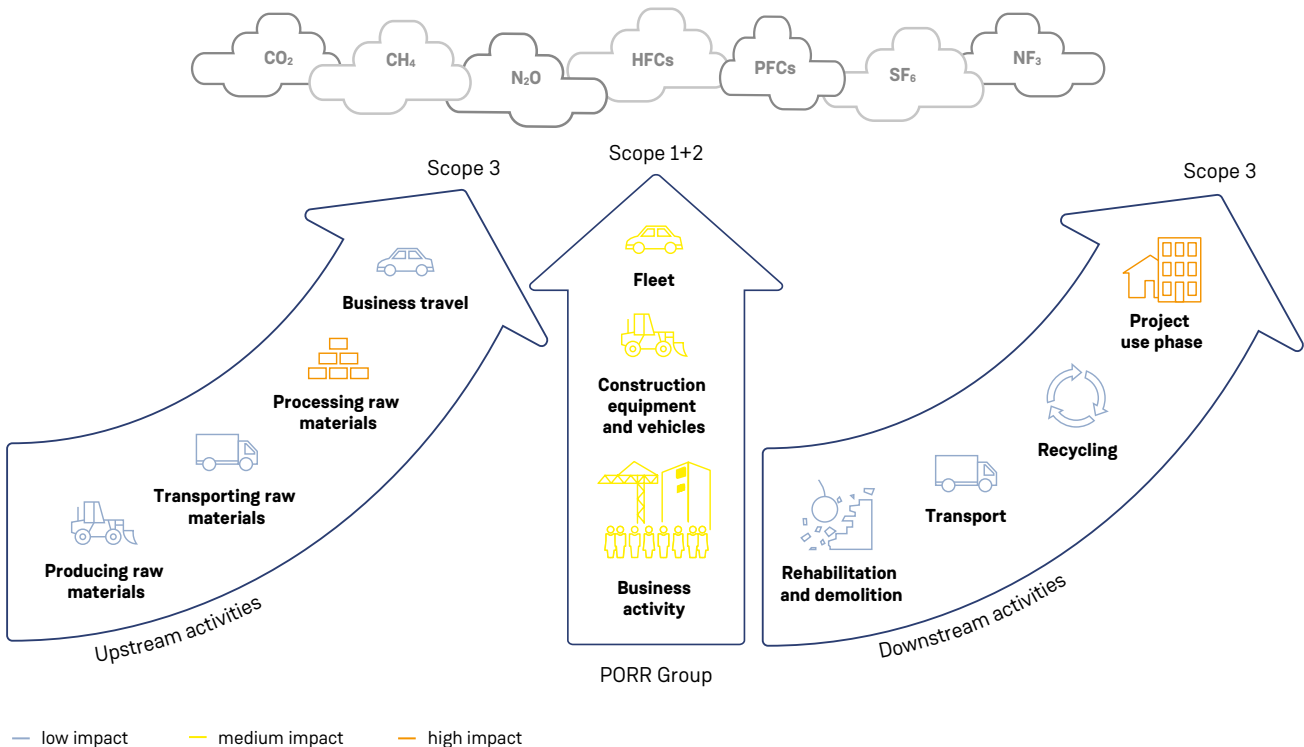 CO₂
CH₄
N₂O
HFCs
PFCs
SF₆
NF₃
Scope 3
Business travel
Processing raw
materials
Transporting raw
materials
Producing raw
materials
Upstream activities
Scope 1+2
Fleet
Construction
equipment
and vehicles
Business
activity
PORR Group
Scope 3
Project
use phase
Recycling
Transport
Rehabilitation
and demolition
Downstream activities
low impact
medium impact
high impact